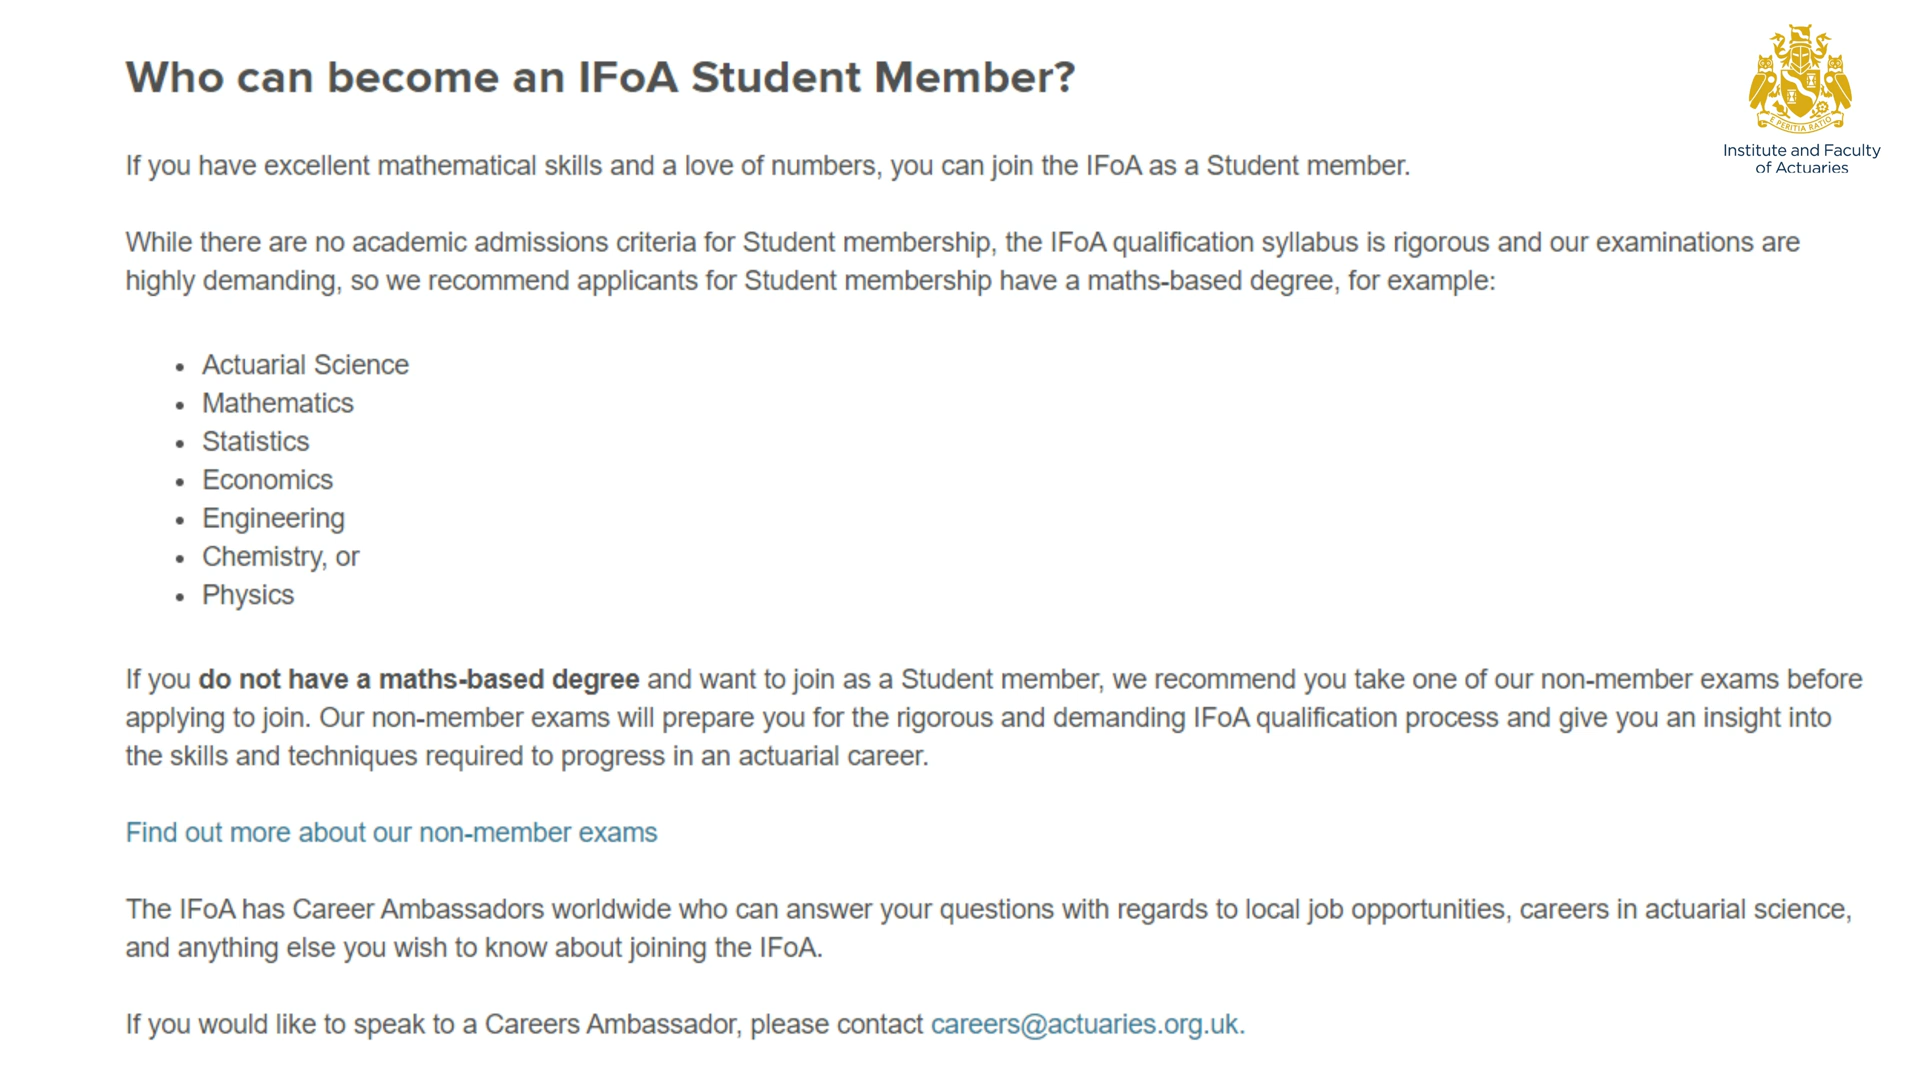 Who can become an IFoA Student Member?
E PERITIA RATIO
Institute and Faculty
of Actuaries
If you have excellent mathematical skills and a love of numbers, you can join the IFoA as a Student member.
While there are no academic admissions criteria for Student membership, the IFoA qualification syllabus is rigorous and our examinations are
highly demanding, so we recommend applicants for Student membership have a maths-based degree, for example:
• Actuarial Science
• Mathematics
• Statistics
• Economics
• Engineering
• Chemistry, or
• Physics
If you do not have a maths-based degree and want to join as a Student member, we recommend you take one of our non-member exams before
applying to join. Our non-member exams will prepare you for the rigorous and demanding IFoA qualification process and give you an insight into
the skills and techniques required to progress in an actuarial career.
Find out more about our non-member exams
The IFoA has Career Ambassadors worldwide who can answer your questions with regards to local job opportunities, careers in actuarial science,
and anything else you wish to know about joining the IFoA.
If you would like to speak to a Careers Ambassador, please contact careers@actuaries.org.uk.